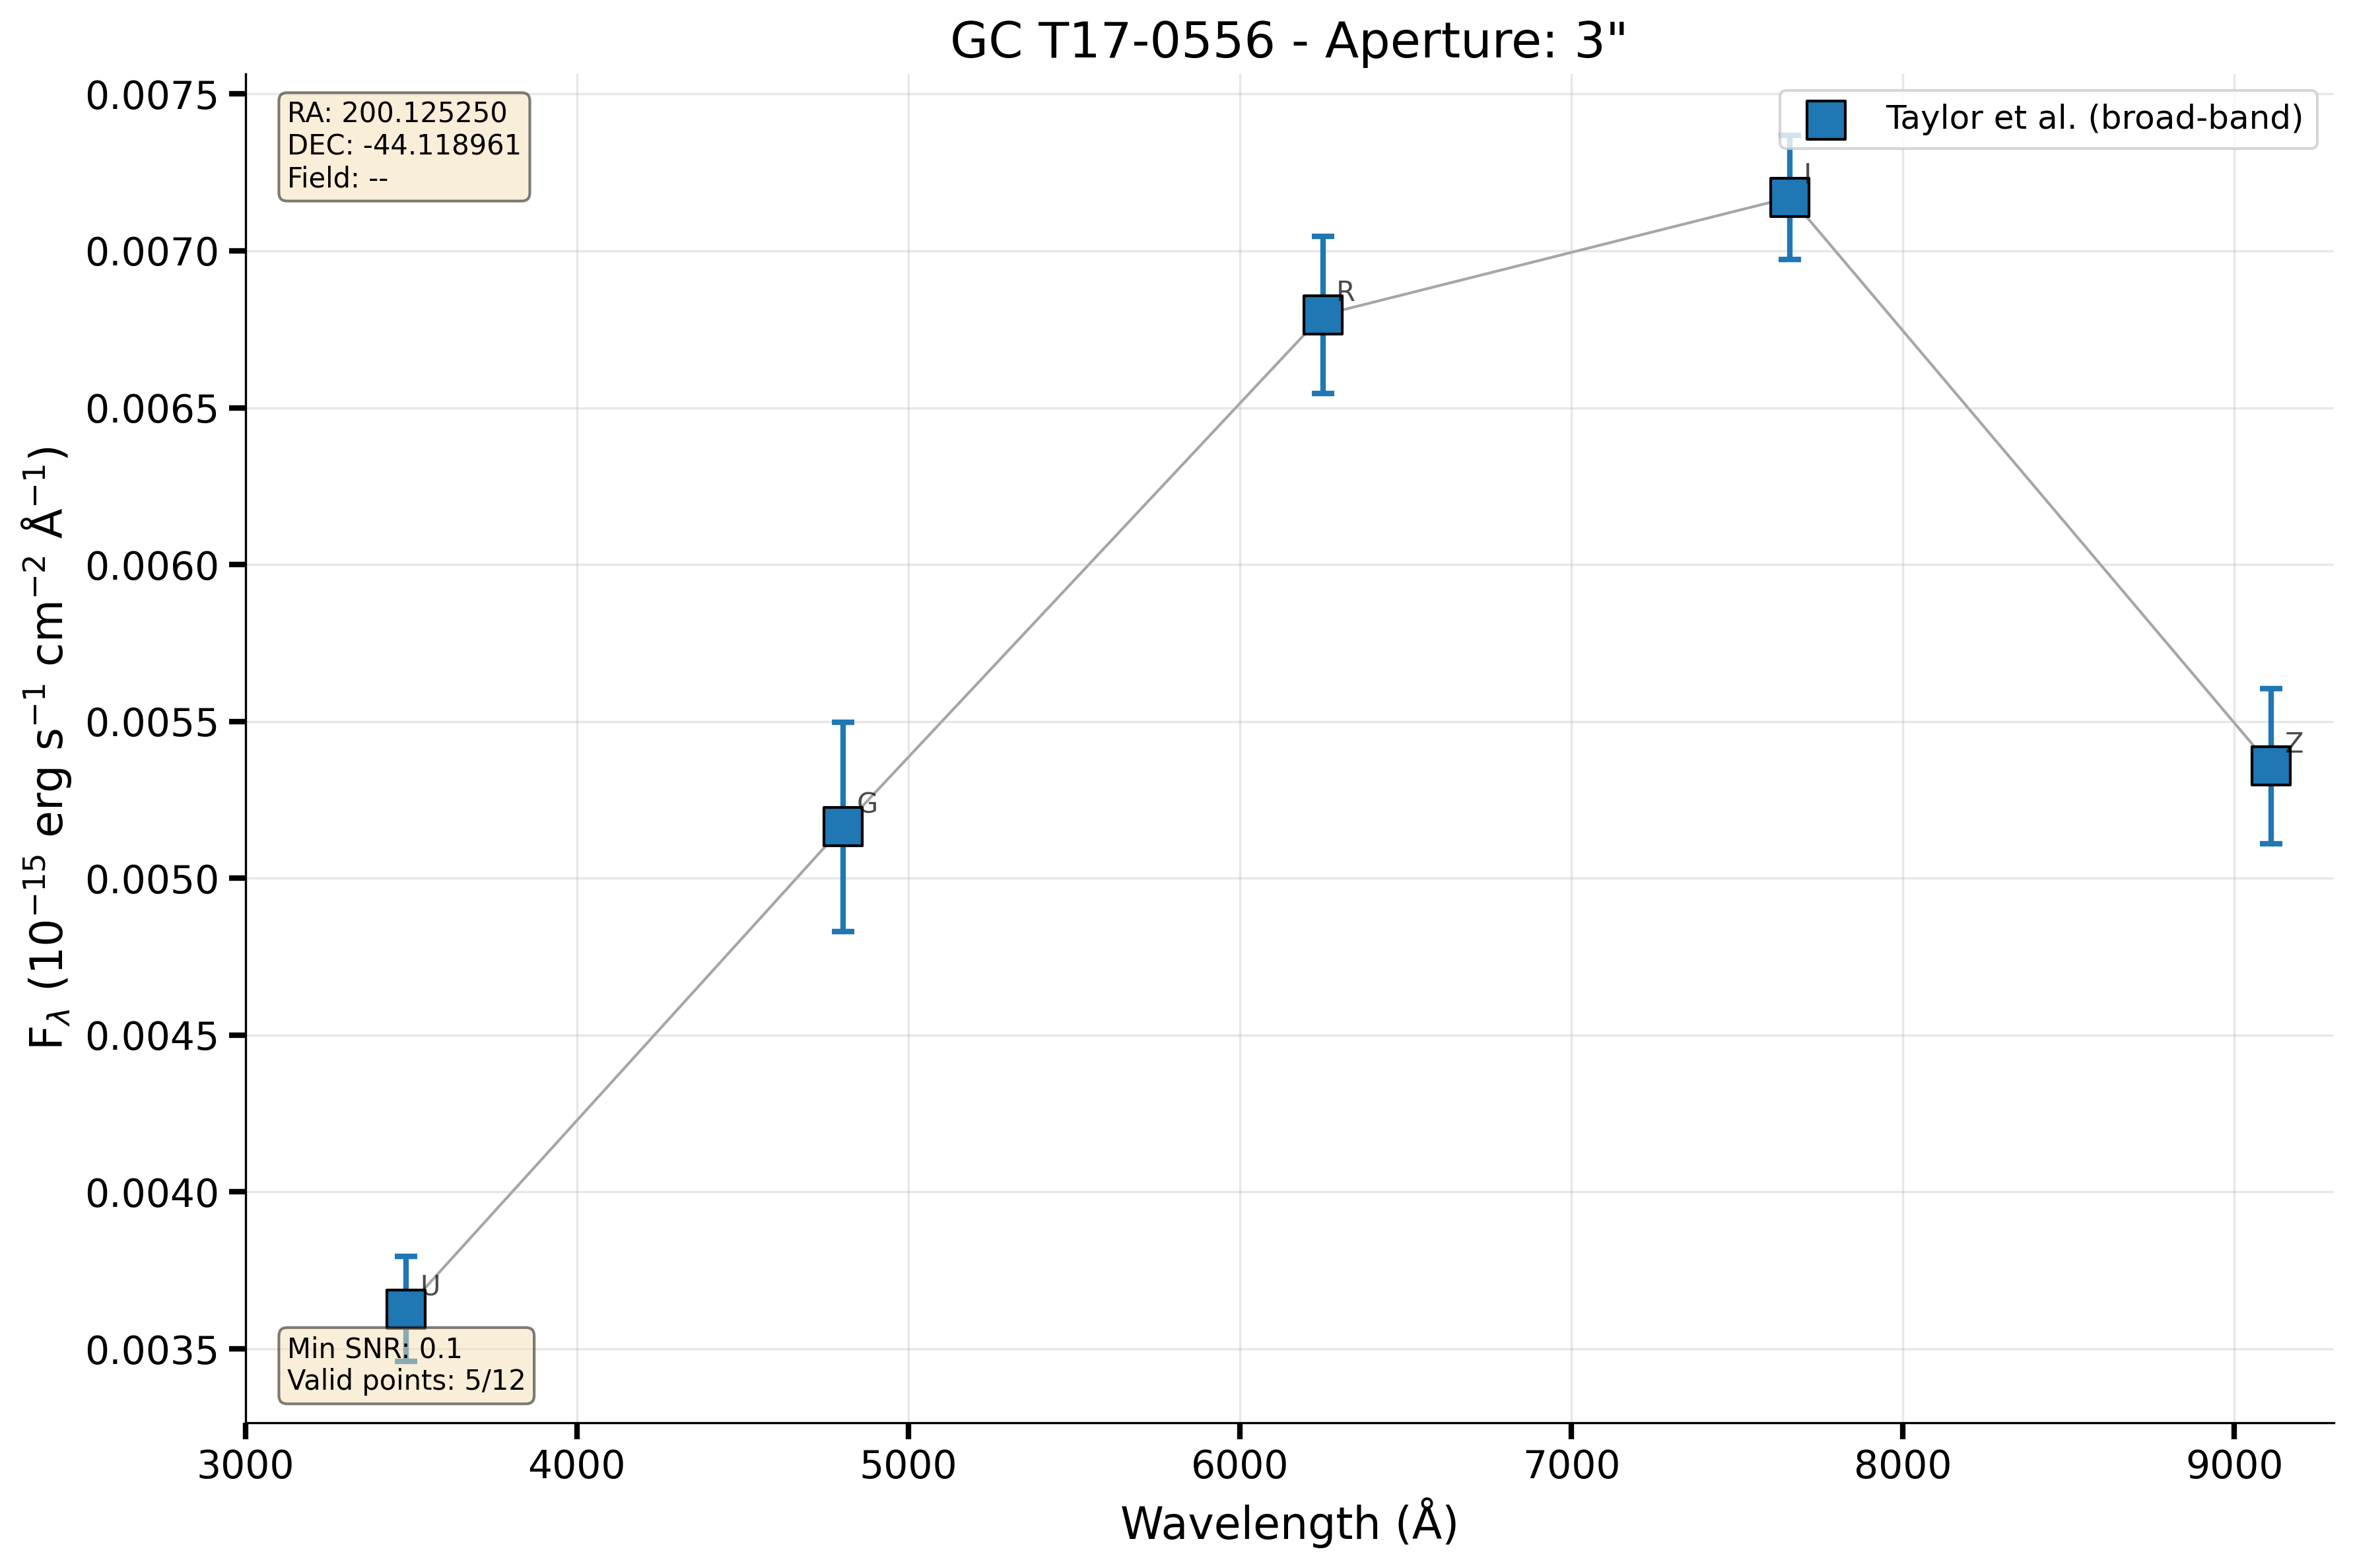 GC T17-0556 - Aperture: 3"
RA: 200.125250
DEC: -44.118961
Field: --
Taylor et al. (broad-band)
0.0075
0.0070
0.0065
0.0060
0.0055
0.0050
0.0045
0.0040
0.0035
F_λ (10⁻¹⁵ erg s⁻¹ cm⁻² Å⁻¹)
I
R
Z
G
U
Min SNR: 0.1
Valid points: 5/12
3000 4000 5000 6000 7000 8000 9000
Wavelength (Å)